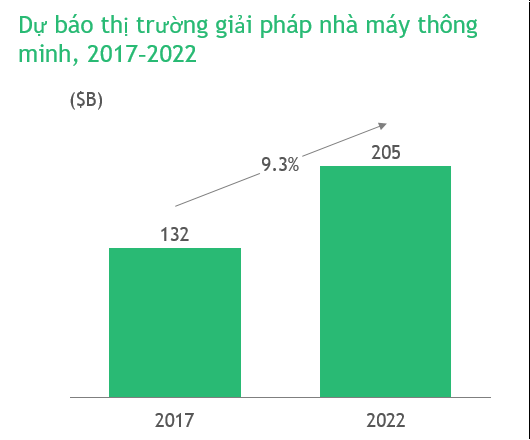 Dự báo thị trường giải pháp nhà máy thông
minh, 2017-2022
($B)
205
9.3%
132
2017
2022